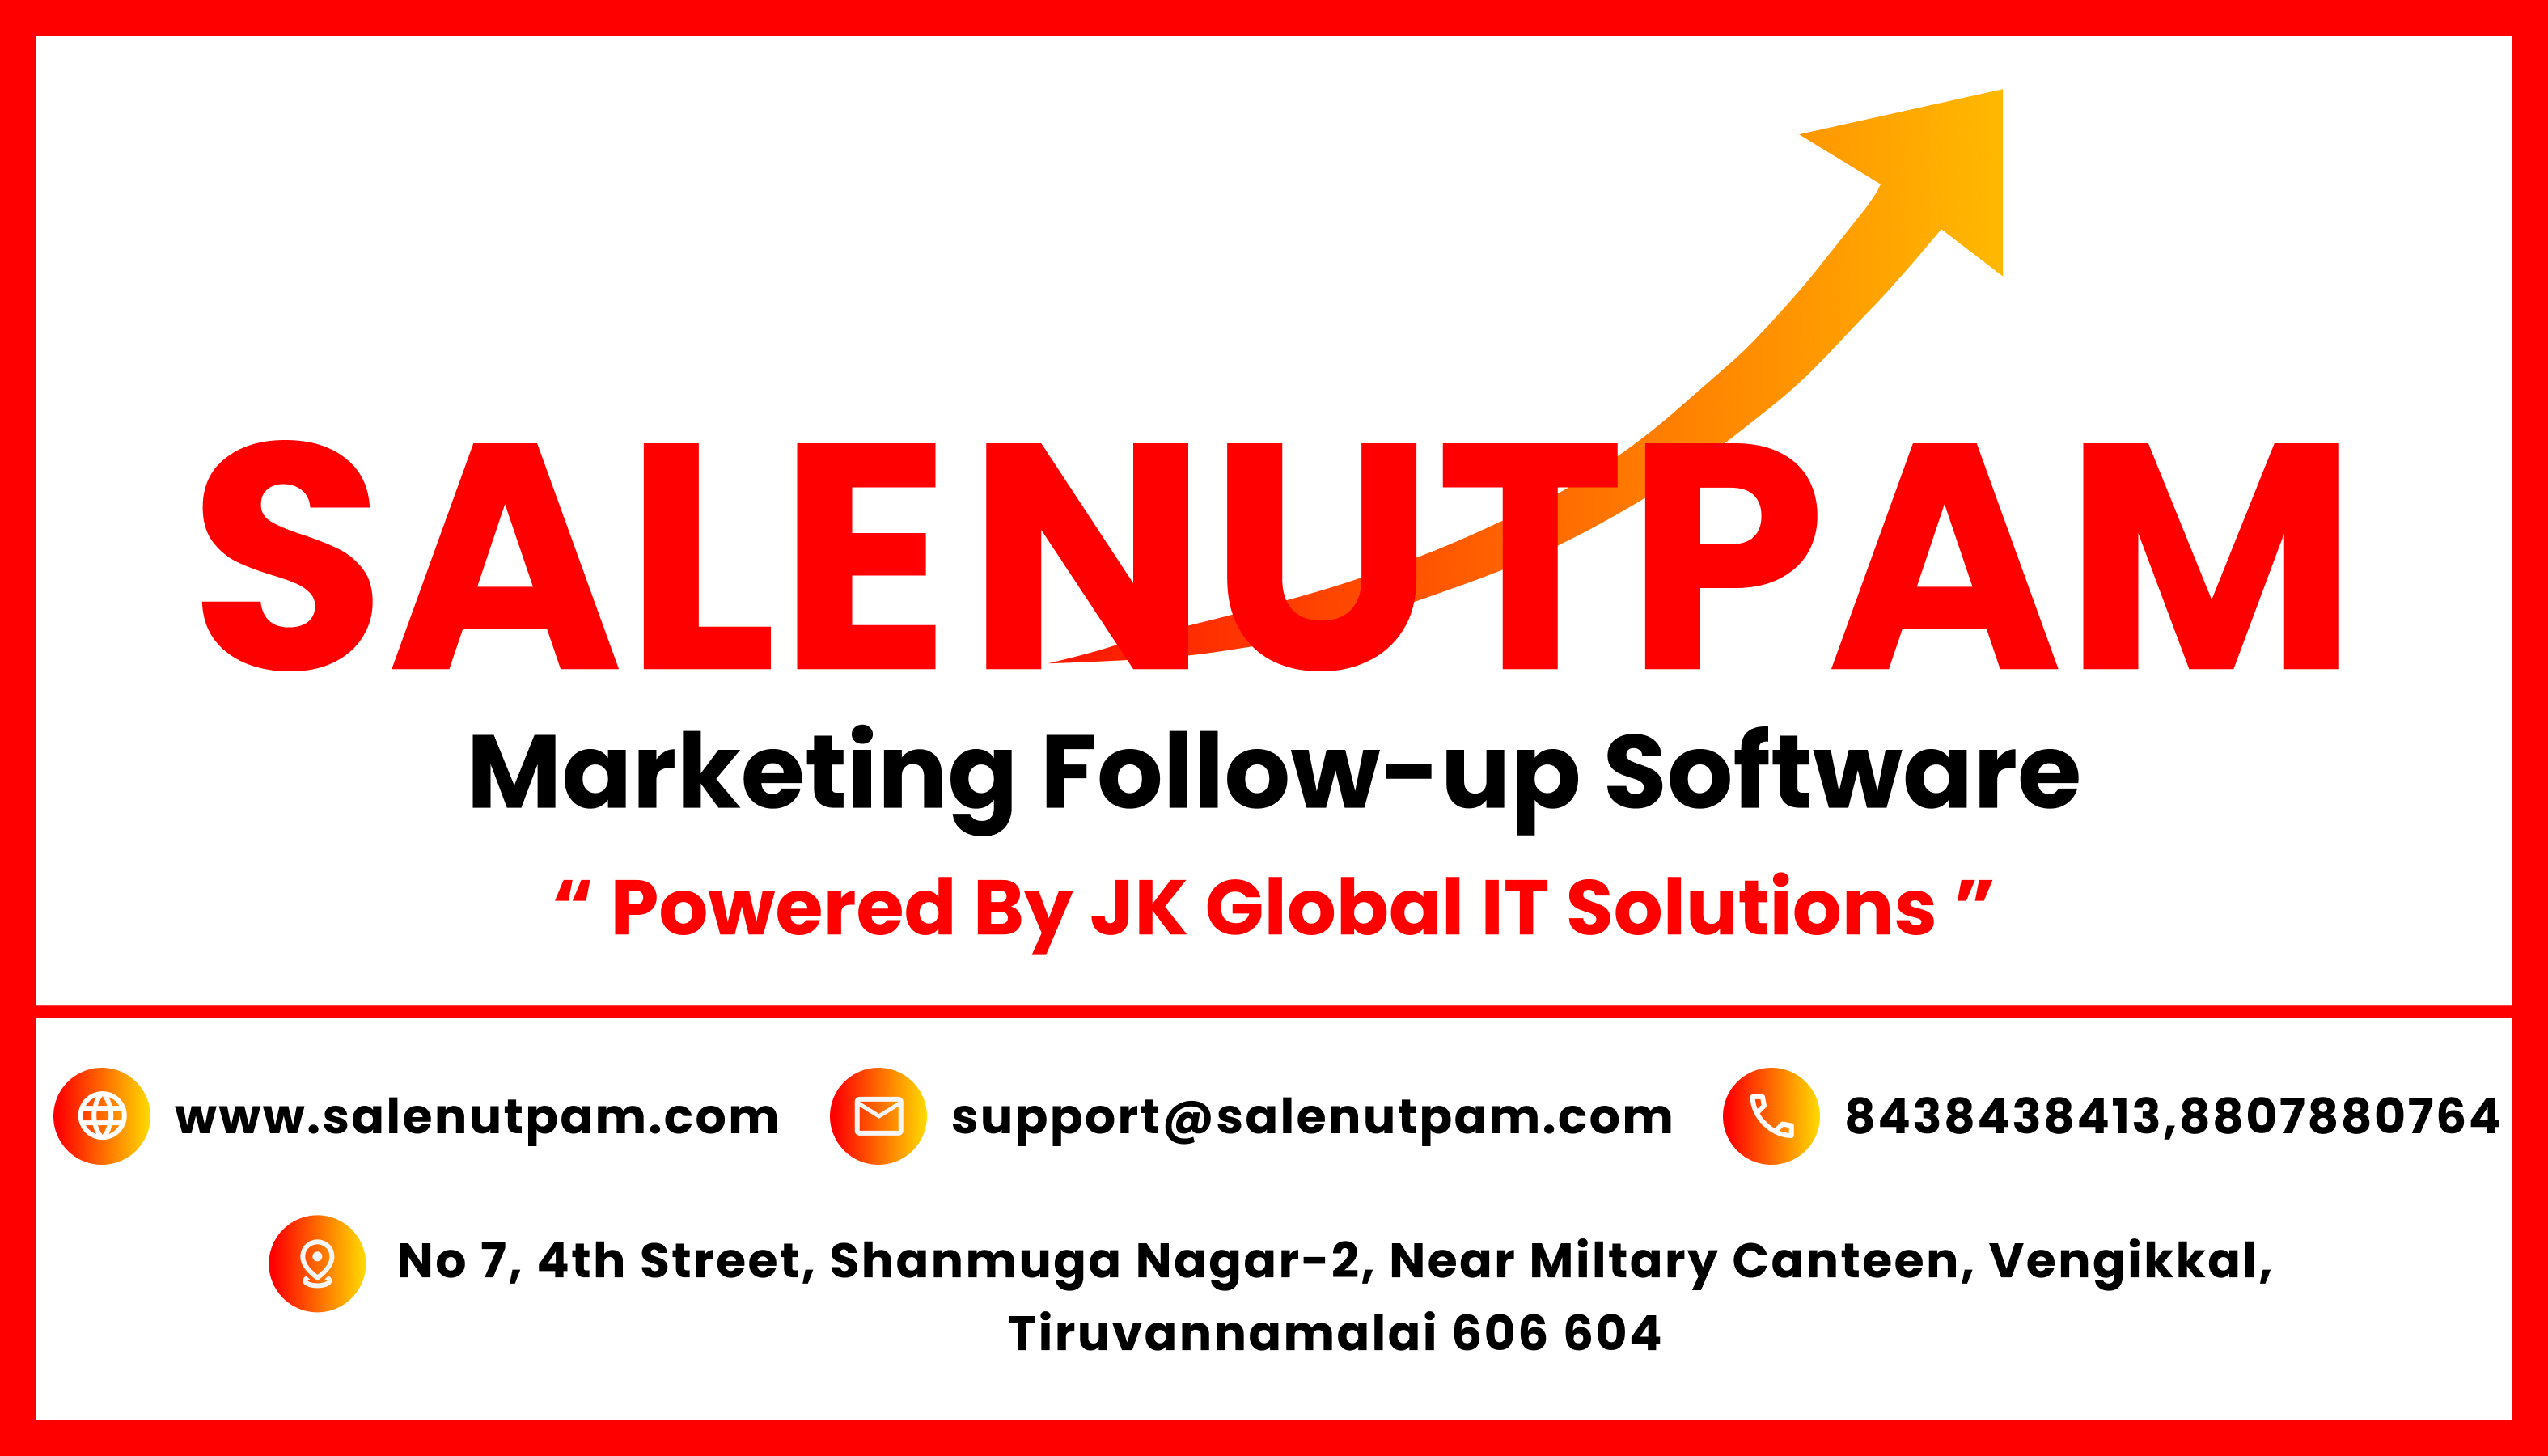 SALENUTPAM
Marketing Follow-up Software
“ Powered By JK Global IT Solutions ”
www.salenutpam.com
support@salenutpam.com
8438438413,8807880764
No 7, 4th Street, Shanmuga Nagar-2, Near Miltary Canteen, Vengikkal,
Tiruvannamalai 606 604